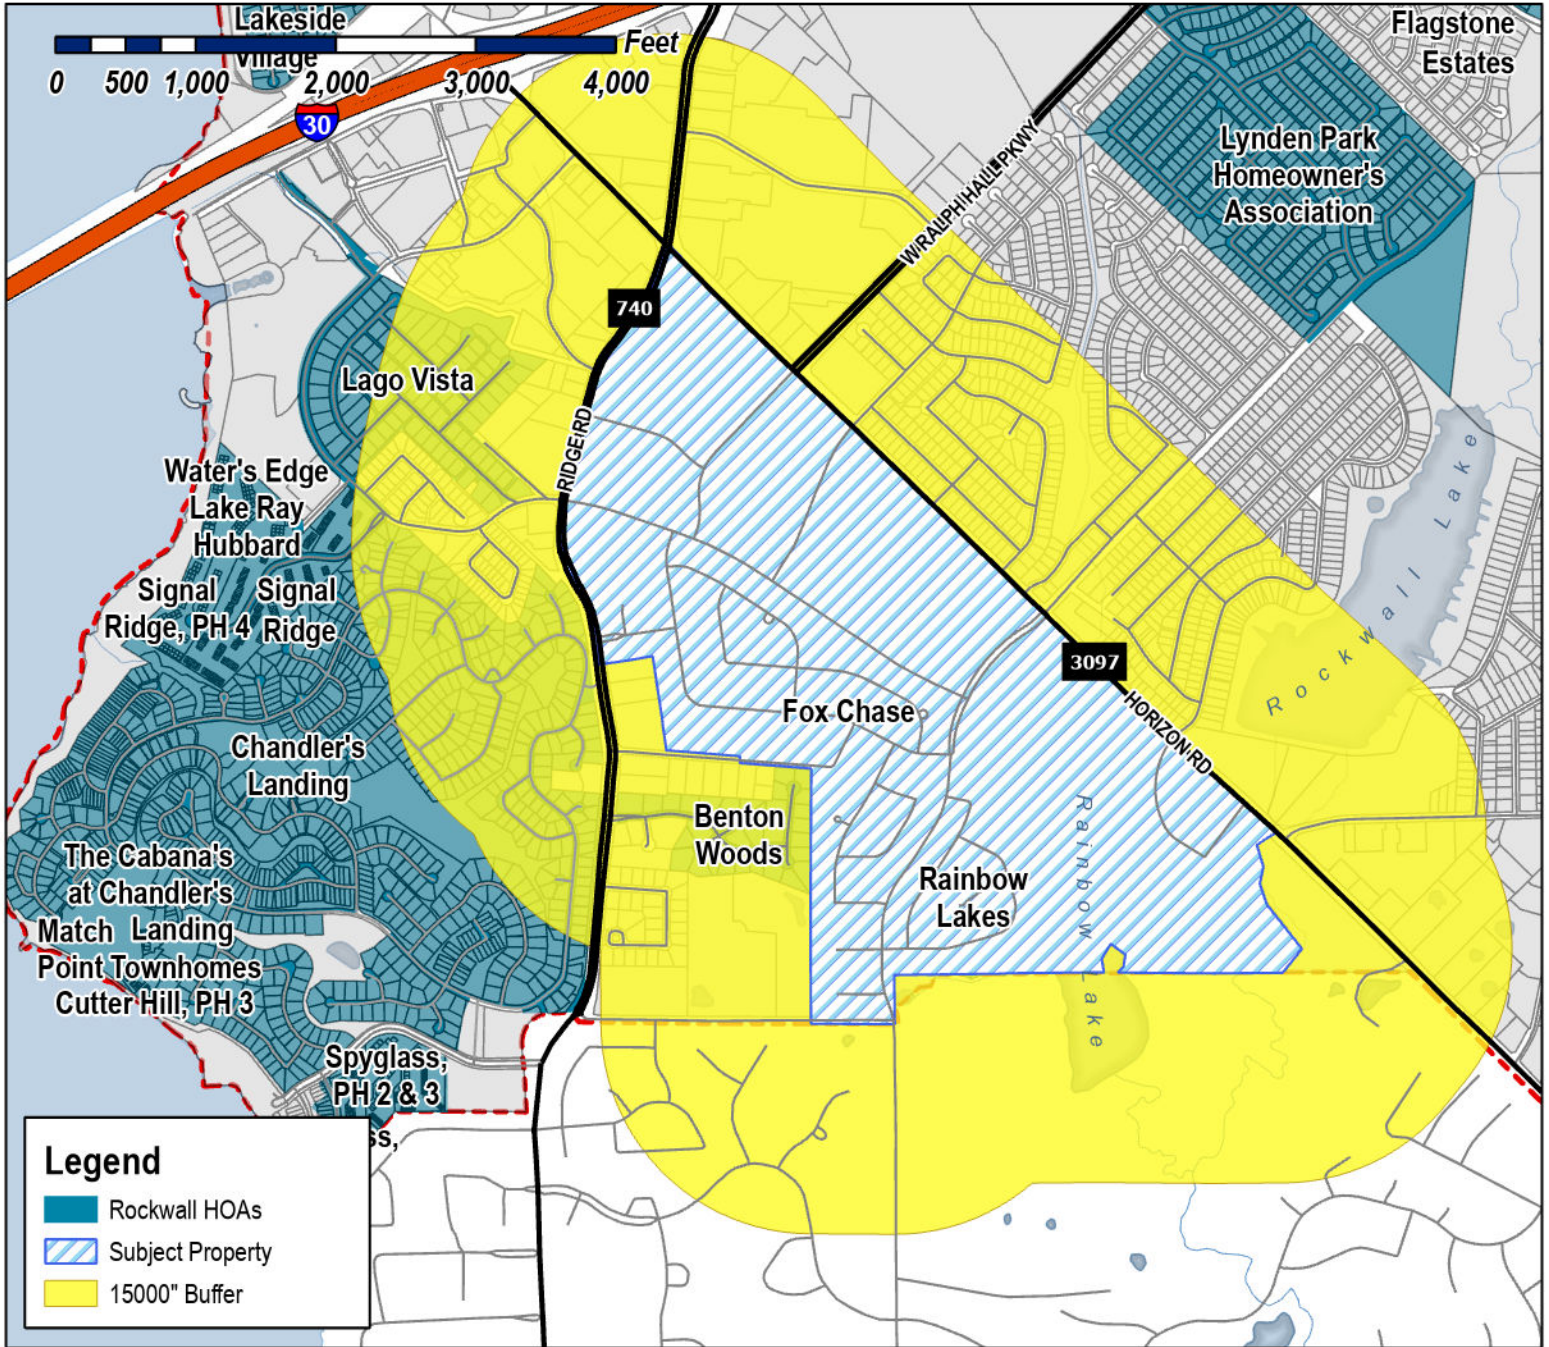 Lakeside
Village
Feet
0 500 1,000 2,000 3,000 4,000
30
Flagstone
Estates
W RALPH HALL PKWY
Lynden Park
Homeowner's
Association
740
Lago Vista
RIDGE RD
Water's Edge
Lake Ray
Hubbard
Signal
Ridge, PH 4
Signal
Ridge
Rockwall Lake
3097
HORIZON RD
Fox Chase
Chandler's
Landing
Benton
Woods
Rainbow
Lakes
Rainbow Lake
The Cabana's
at Chandler's
Landing
Match
Point Townhomes
Cutter Hill, PH 3
Spyglass,
PH 2 & 3
ss,
Legend
Rockwall HOAs
Subject Property
15000" Buffer